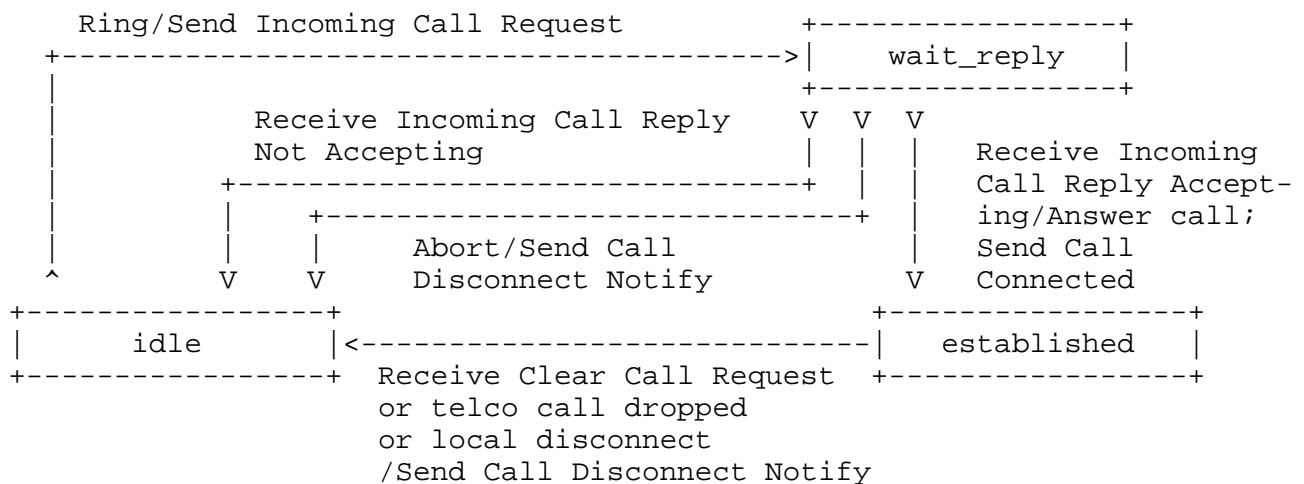 Ring/Send Incoming Call Request
wait_reply
Receive Incoming Call Reply
Not Accepting
Receive Incoming
Call Reply Accept-
ing/Answer call;
Send Call
Connected
Abort/Send Call
Disconnect Notify
idle
established
Receive Clear Call Request
or telco call dropped
or local disconnect
/Send Call Disconnect Notify